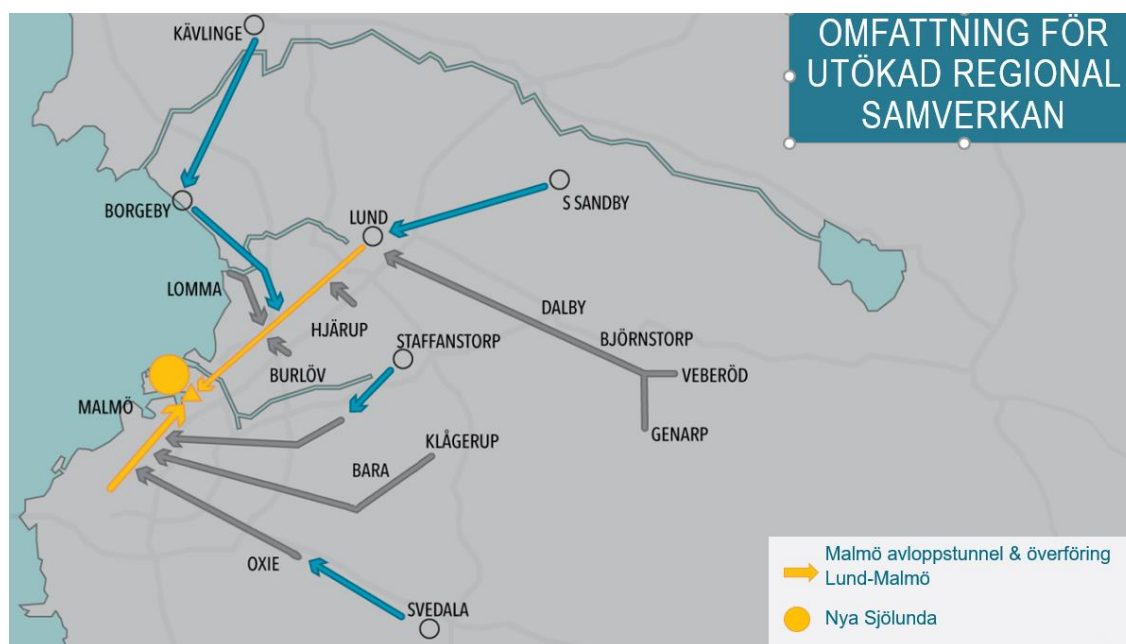 OMFATTNING FÖR
UTÖKAD REGIONAL
SAMVERKAN
KÄVLINGE
BORGEBY
LUND
S SANDBY
LOMMA
HJÄRUP
DALBY
STAFFANSTORP
BJÖRNSTORP
BURLÖV
VEBERÖD
MALMÖ
GENARP
KLÅGERUP
BARA
OXIE
SVEDALA
Malmö avloppstunnel & överföring
Lund-Malmö
Nya Sjölunda